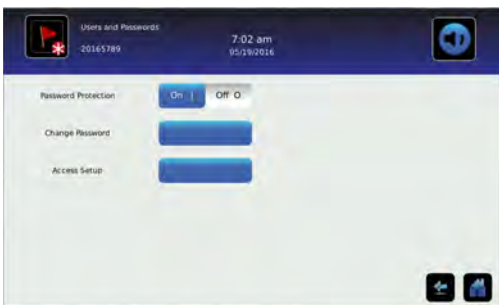 Users and Passwords
20165789
7:02 am
05/19/2016
Password Protection
On |
Off O
Change Password
Access Setup